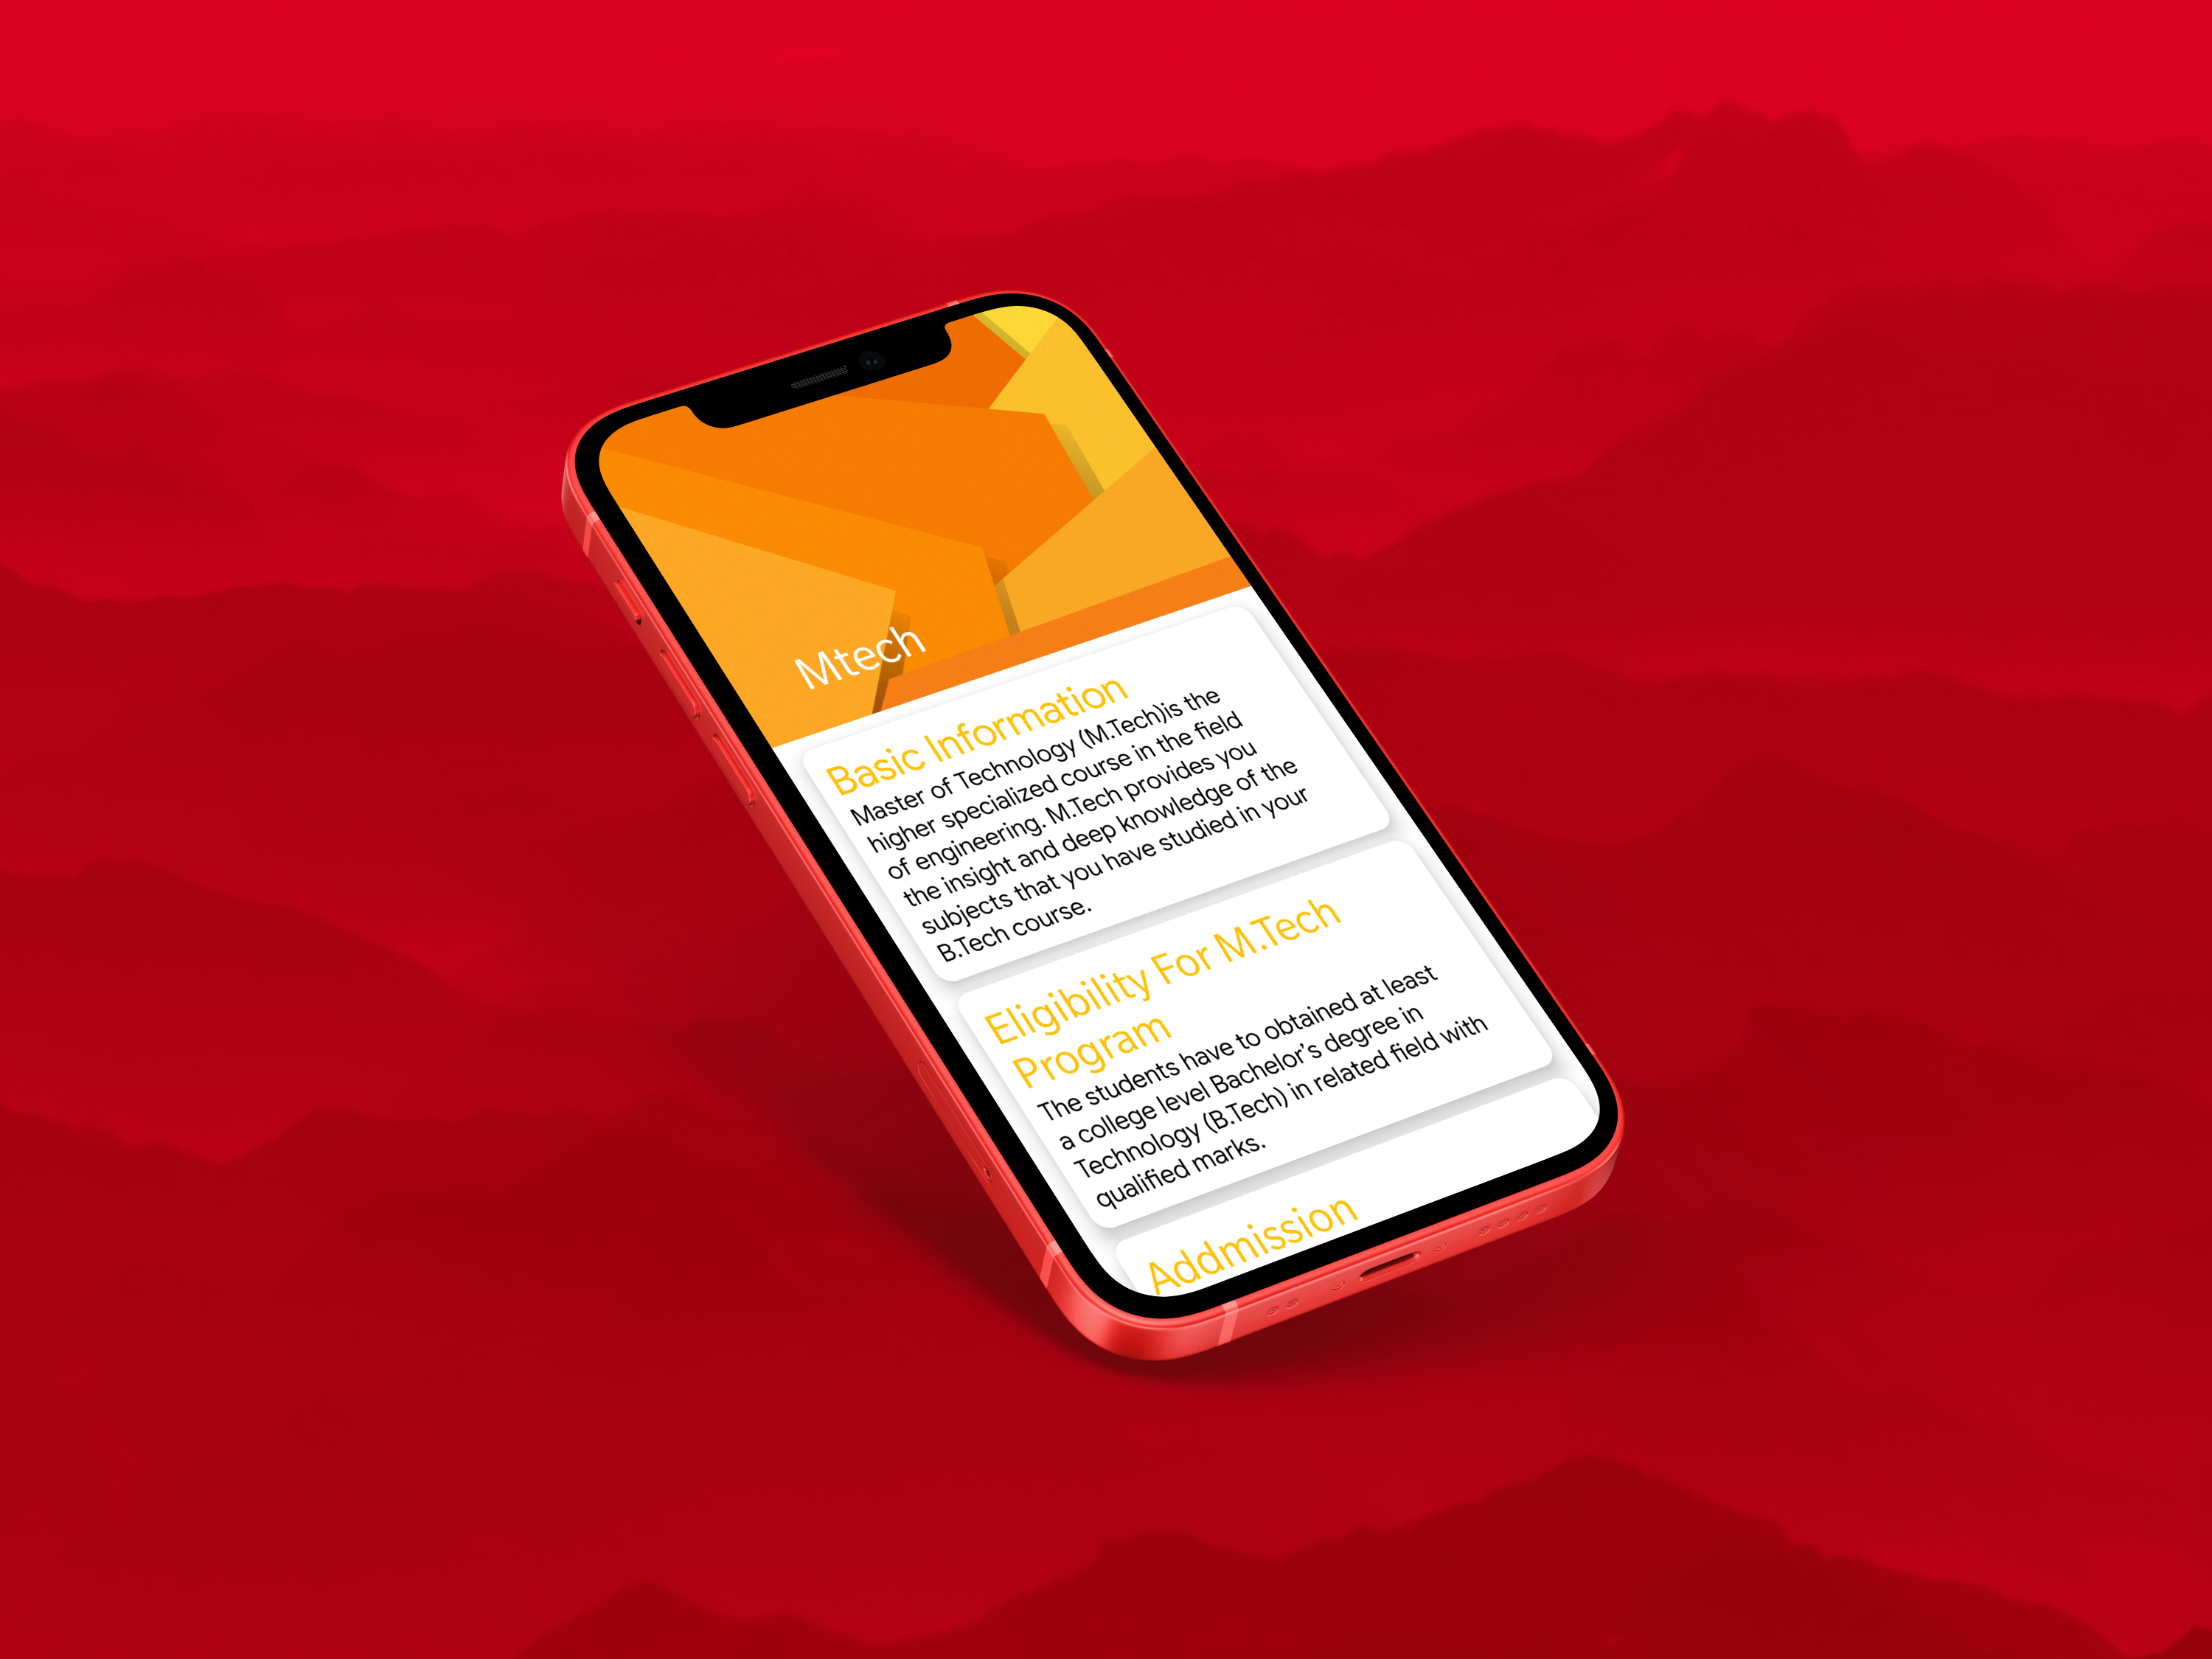 Mtech
Basic Information
Master of Technology (M.Tech)is the
higher specialized course in the field
of engineering. M.Tech provides you
the insight and deep knowledge of the
subjects that you have studied in your
B.Tech course.
Eligibility For M.Tech
Program
The students have to obtained at least
a college level Bachelor’s degree in
Technology (B.Tech) in related field with
qualified marks.
Addmission